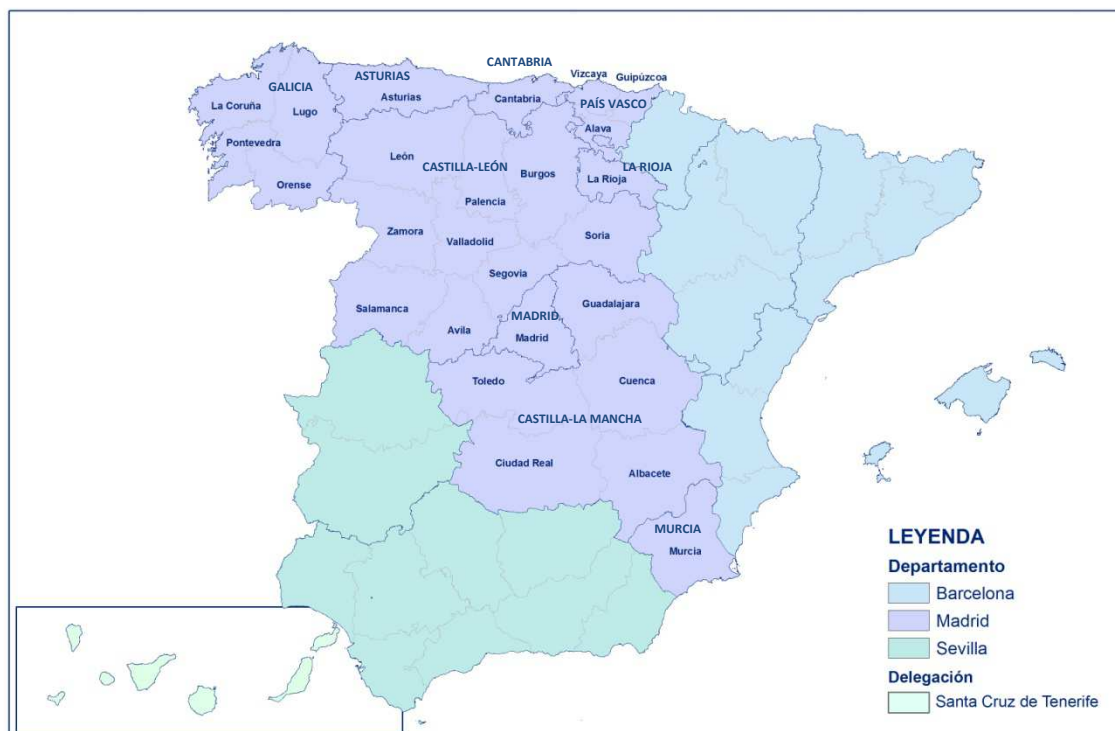 CANTABRIA
Vizcaya
Guipúzcoa
ASTURIAS
GALICIA
Asturias
Cantabria
PAÍS VASCO
La Coruña
Lugo
Alava
Pontevedra
León
CASTILLA-LEÓN
Burgos
LA RIOJA
La Rioja
Orense
Palencia
Zamora
Valladolid
Soria
Segovia
Salamanca
Avila
MADRID
Madrid
Guadalajara
Toledo
Cuenca
CASTILLA-LA MANCHA
Ciudad Real
Albacete
MURCIA
Murcia
LEYENDA
Departamento
Barcelona
Madrid
Sevilla
Delegación
Santa Cruz de Tenerife